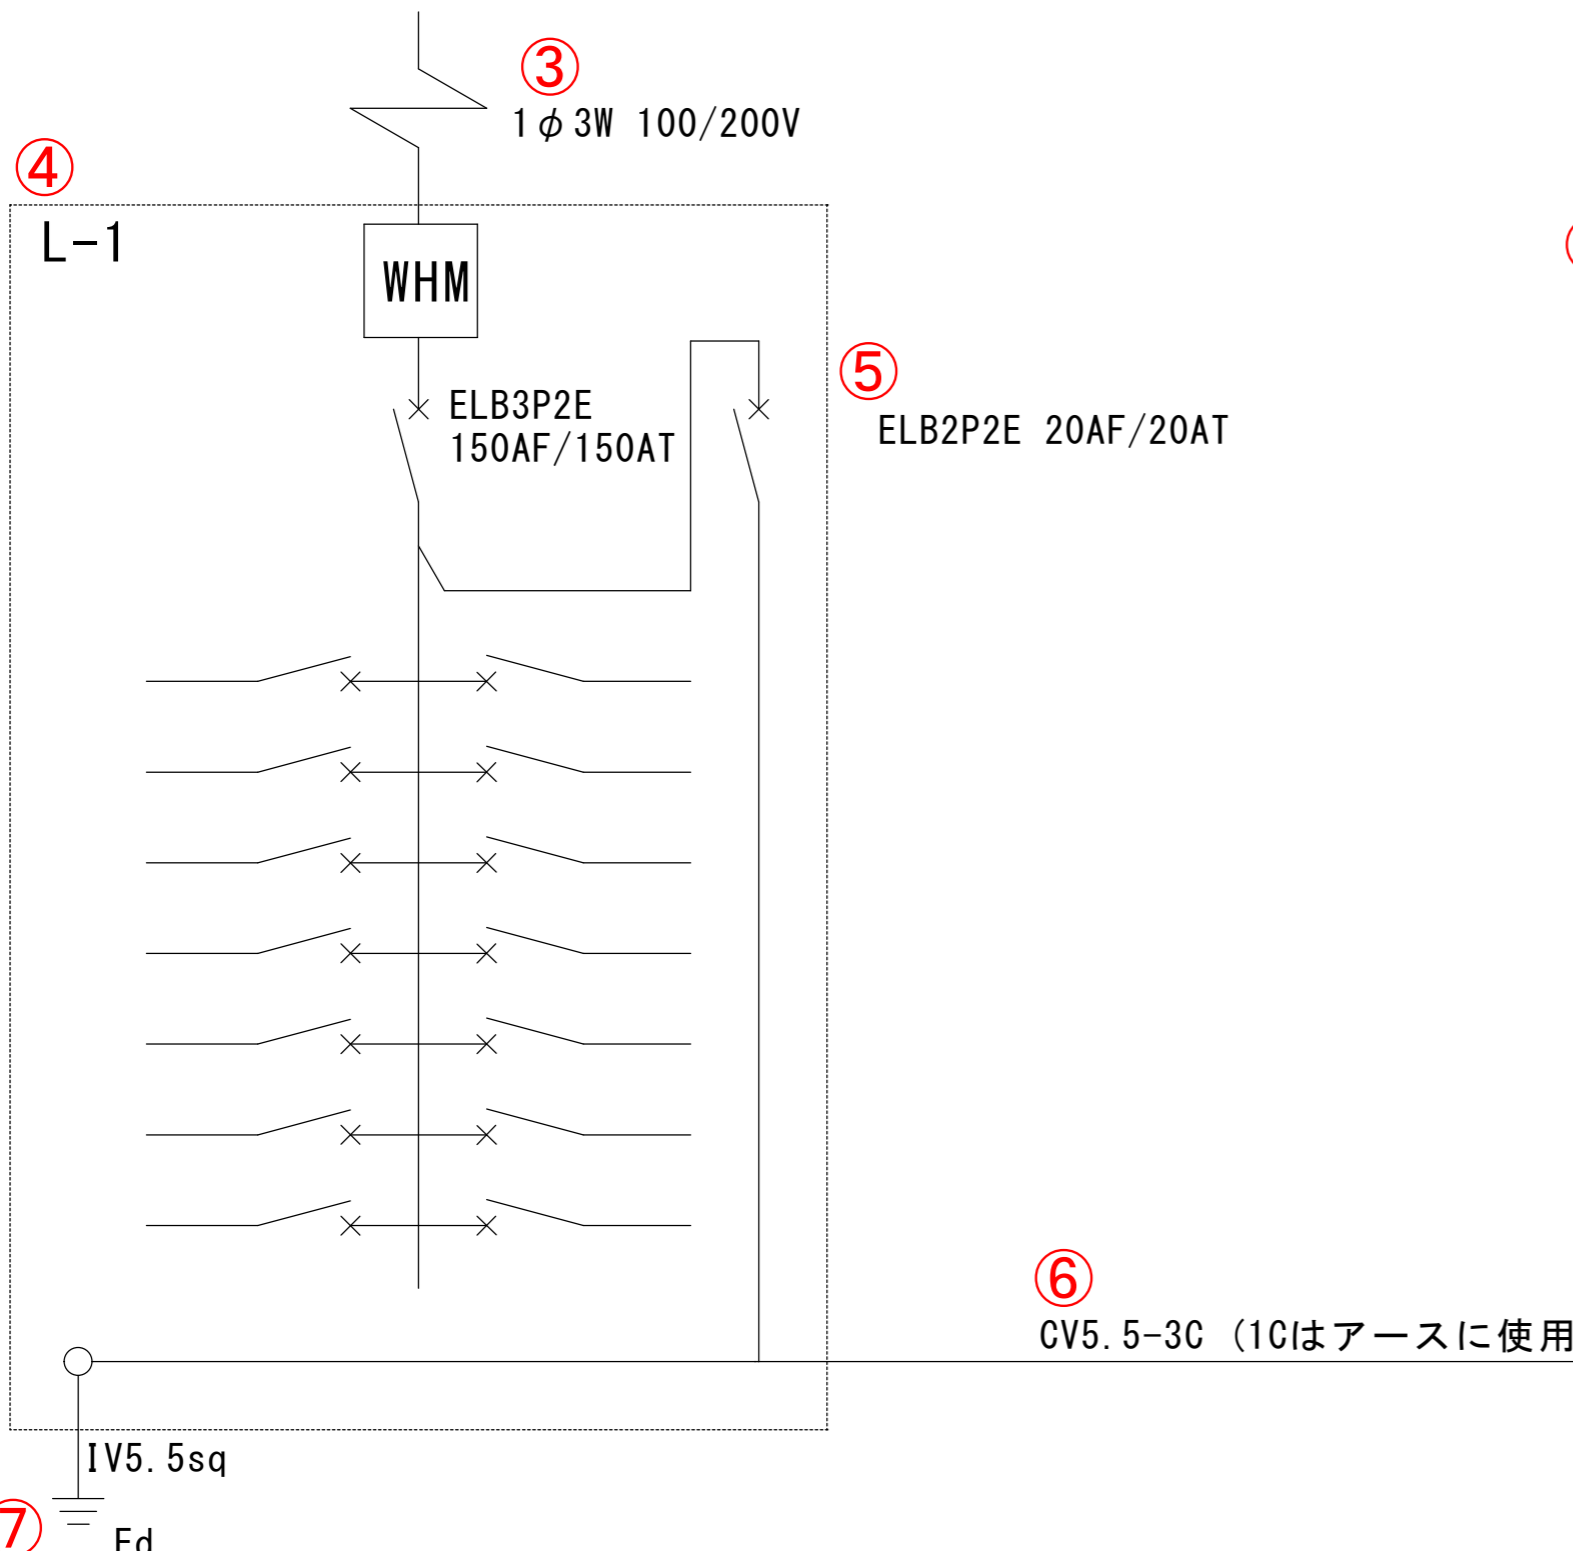 ③
1φ3W 100/200V
④
L-1
WHM
⑤
ELB3P2E
150AF/150AT
ELB2P2E 20AF/20AT
⑥
CV5.5-3C (1Cはアースに使用
IV5.5sq
⑦
Ed